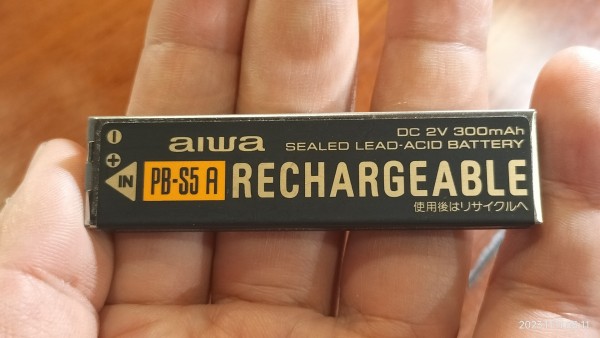 aiwa
DC 2V 300mAh
SEALED LEAD-ACID BATTERY
IN
PB-S5 A
RECHARGEABLE
使用後はリサイクルへ